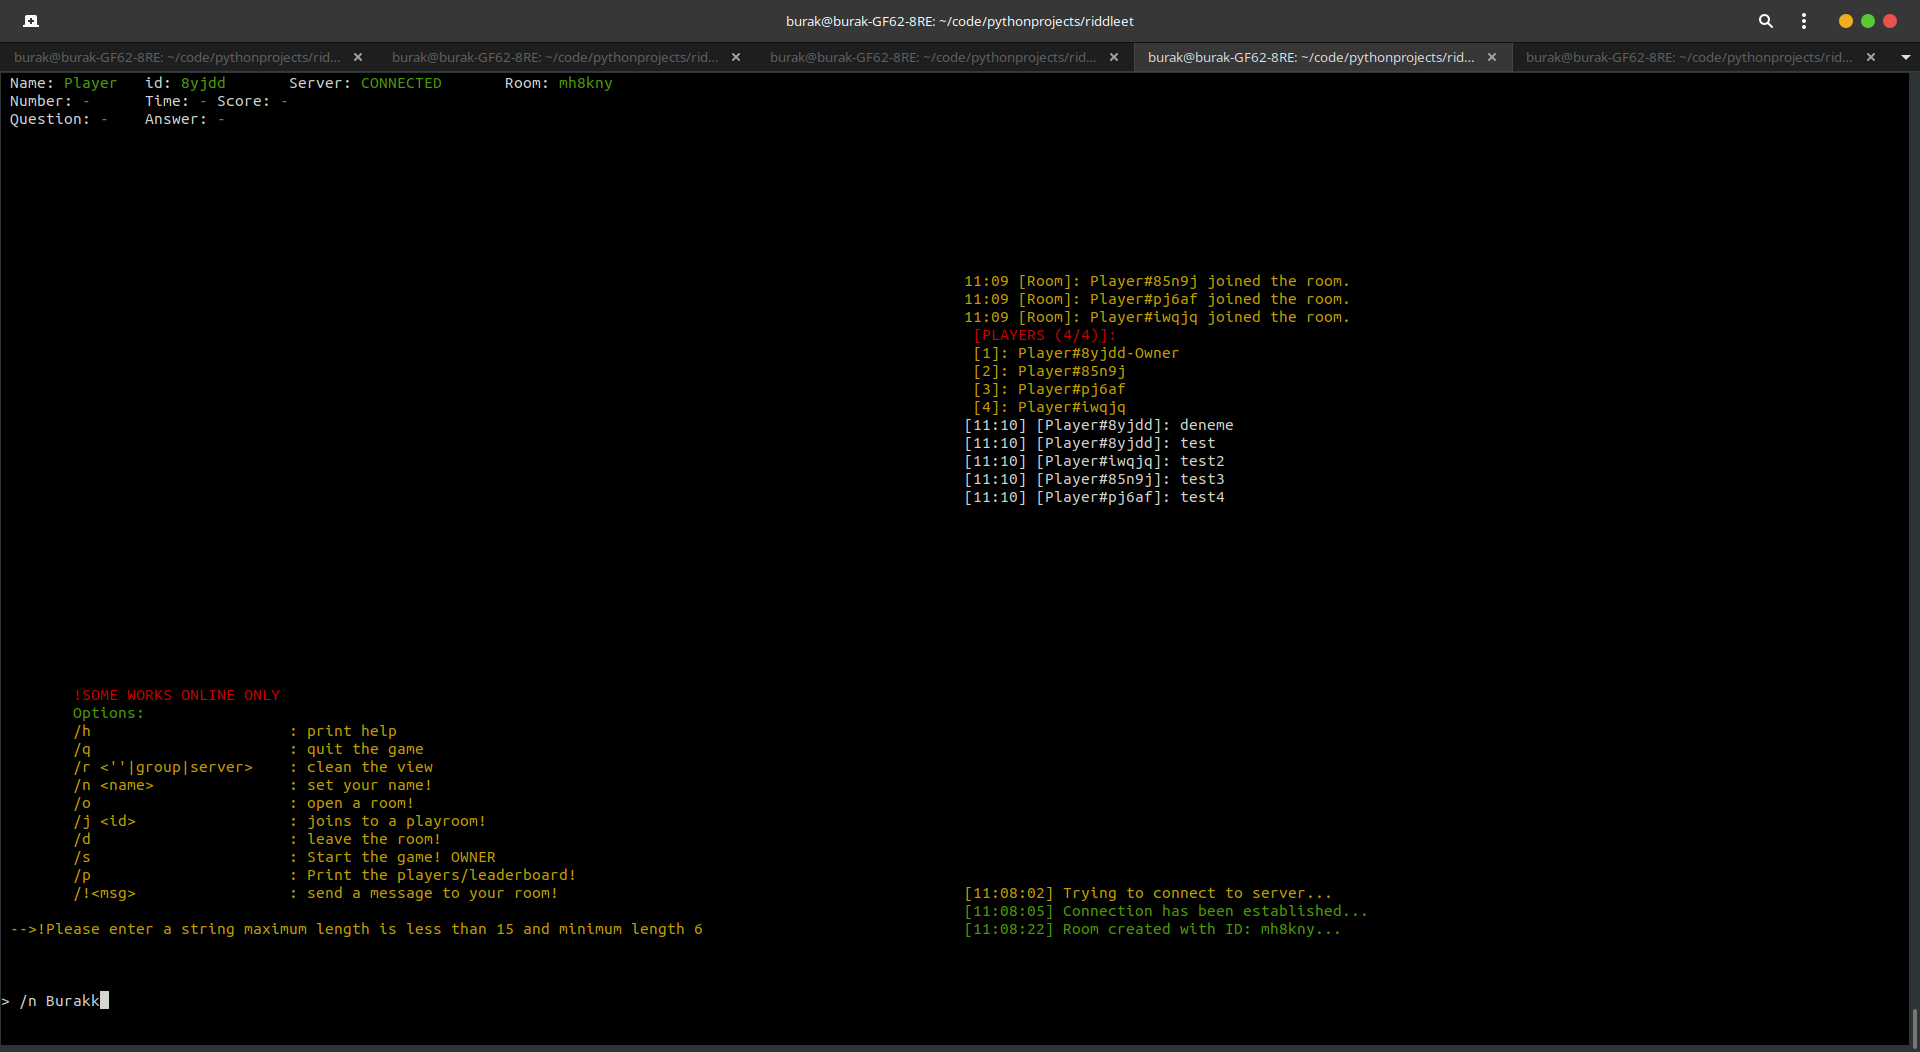 burak@burak-GF62-8RE: ~/code/pythonprojects/riddleet
burak@burak-GF62-8RE: ~/code/pythonprojects/rid... burak@burak-GF62-8RE: ~/code/pythonprojects/rid... burak@burak-GF62-8RE: ~/code/pythonprojects/rid... burak@burak-GF62-8RE: ~/code/pythonprojects/rid... burak@burak-GF62-8RE: ~/code/pythonprojects/rid...
Name: Player id: 8yjdd Server: CONNECTED Room: mh8kny
Number: - Time: - Score: -
Question: - Answer: -
11:09 [Room]: Player#85n9j joined the room.
11:09 [Room]: Player#pj6af joined the room.
11:09 [Room]: Player#iwqjq joined the room.
[PLAYERS (4/4)]:
[1]: Player#8yjdd-Owner
[2]: Player#85n9j
[3]: Player#pj6af
[4]: Player#iwqjq
[11:10] [Player#8yjdd]: deneme
[11:10] [Player#8yjdd]: test
[11:10] [Player#iwqjq]: test2
[11:10] [Player#85n9j]: test3
[11:10] [Player#pj6af]: test4
!SOME WORKS ONLINE ONLY
Options:
/h : print help
/q : quit the game
/r <''|group|server> : clean the view
/n <name> : set your name!
/o : open a room!
/j <id> : joins to a playroom!
/d : leave the room!
/s : Start the game! OWNER
/p : Print the players/leaderboard!
/!<msg> : send a message to your room!
-->!Please enter a string maximum length is less than 15 and minimum length 6
[11:08:02] Trying to connect to server...
[11:08:05] Connection has been established...
[11:08:22] Room created with ID: mh8kny...
> /n Burakk